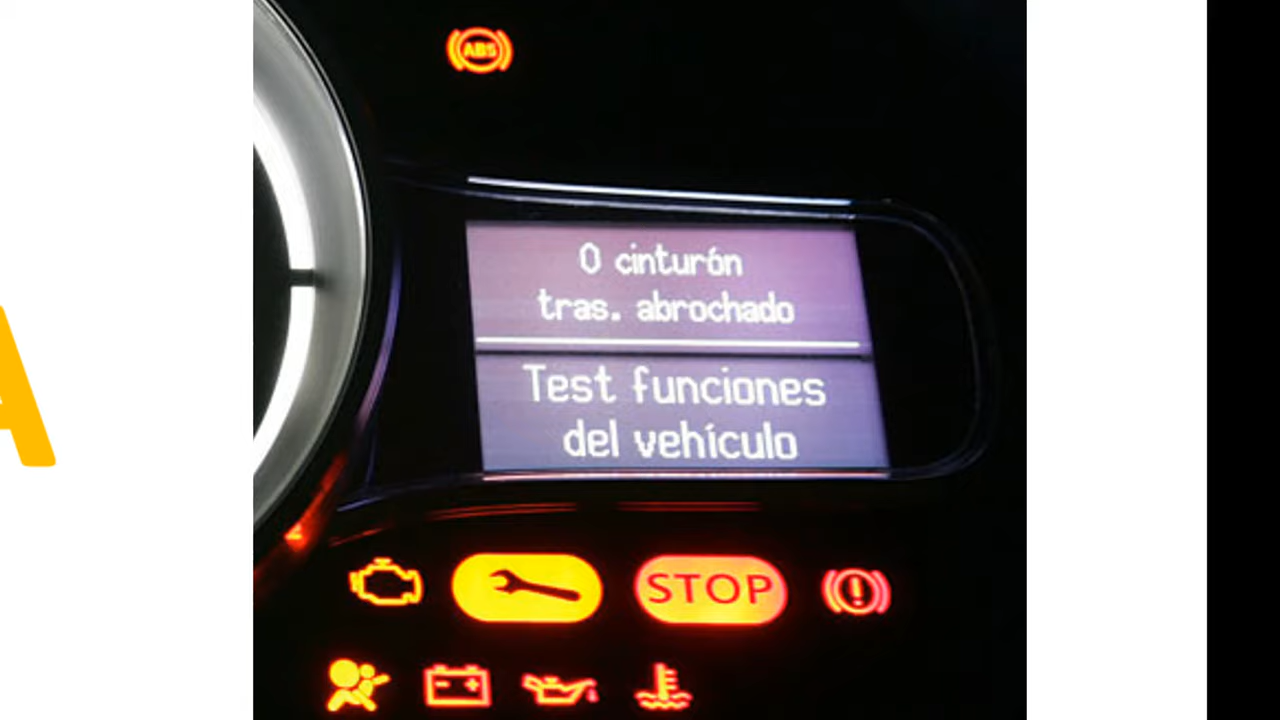 A
ABS
0 cinturón
tras. abrochado
Test funciones
del vehículo
STOP